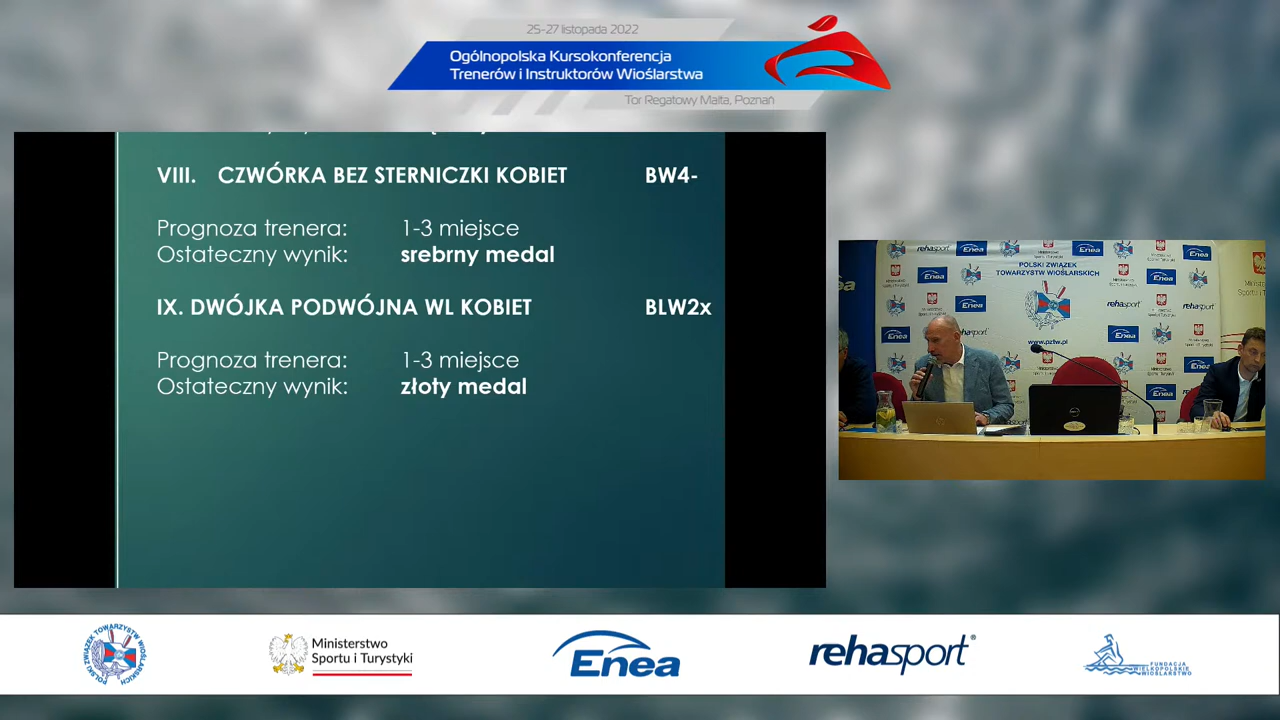 25-27 listopada 2022
Ogólnopolska Kursokonferencja
Trenerów i Instruktorów Wioślarstwa
Tor Regatowy Malta, Poznań
VIII. CZWÓRKA BEZ STERNICZKI KOBIET BW4-
Prognoza trenera: 1-3 miejsce
Ostateczny wynik: srebrny medal
IX. DWÓJKA PODWÓJNA WL KOBIET BLW2x
Prognoza trenera: 1-3 miejsce
Ostateczny wynik: złoty medal
POLSKI ZWIĄZEK
TOWARZYSTW WIOŚLARSKICH
www.pztw.pl
rehasport
Enea
DELL
POLSKI ZWIĄZEK TOWARZYSTW WIOŚLARSKICH
Ministerstwo
Sportu i Turystyki
Enea
rehasport
FUNDACJA
WIELKOPOLSKIE
WIOŚLARSTWO